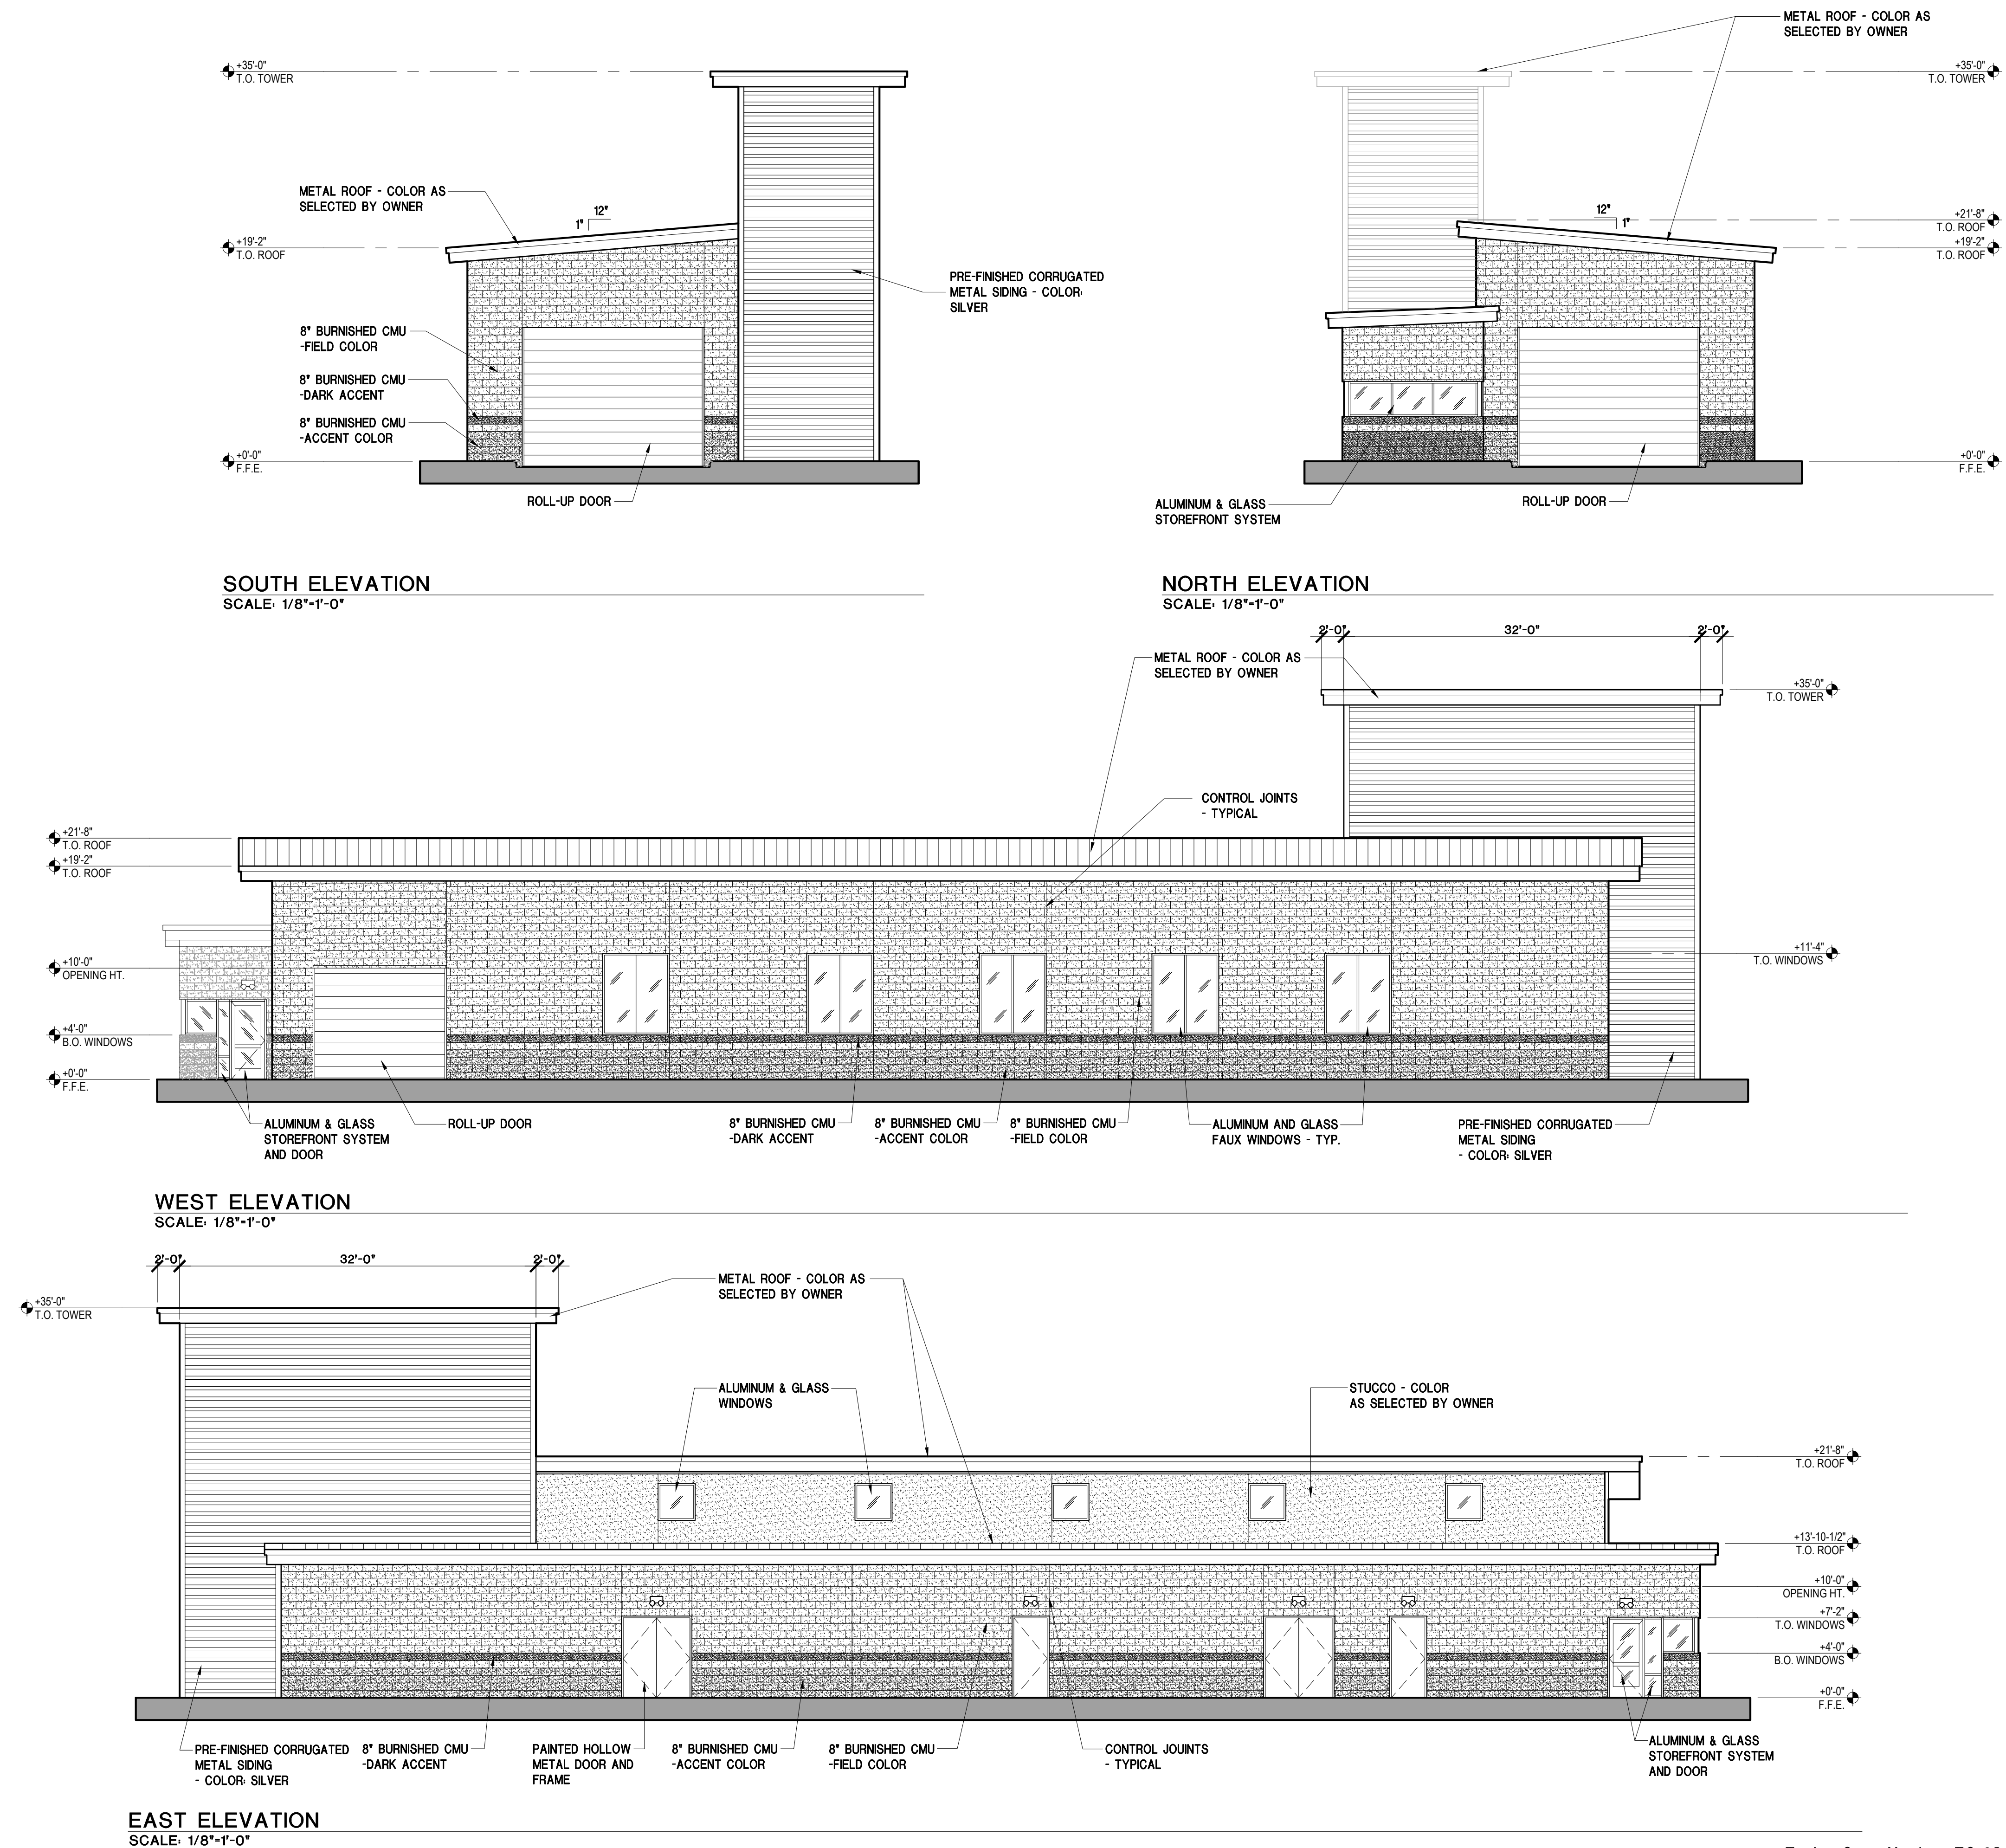 METAL ROOF - COLOR AS
SELECTED BY OWNER
+35'-0"
T.O. TOWER
METAL ROOF - COLOR AS
SELECTED BY OWNER
12"
1"
+19'-2"
T.O. ROOF
PRE-FINISHED CORRUGATED
METAL SIDING - COLOR:
SILVER
8" BURNISHED CMU
-FIELD COLOR
8" BURNISHED CMU
-DARK ACCENT
8" BURNISHED CMU
-ACCENT COLOR
+0'-0"
F.F.E.
ROLL-UP DOOR
SOUTH ELEVATION
SCALE: 1/8"=1'-0"
+35'-0"
T.O. TOWER
12"
1"
+21'-8"
T.O. ROOF
+19'-2"
T.O. ROOF
+0'-0"
F.F.E.
ALUMINUM & GLASS
STOREFRONT SYSTEM
ROLL-UP DOOR
NORTH ELEVATION
SCALE: 1/8"=1'-0"
2'-0"
32'-0"
2'-0"
METAL ROOF - COLOR AS
SELECTED BY OWNER
+35'-0"
T.O. TOWER
CONTROL JOINTS
- TYPICAL
+21'-8"
T.O. ROOF
+19'-2"
T.O. ROOF
+10'-0"
OPENING HT.
+4'-0"
B.O. WINDOWS
+0'-0"
F.F.E.
+11'-4"
T.O. WINDOWS
ALUMINUM & GLASS
STOREFRONT SYSTEM
AND DOOR
ROLL-UP DOOR
8" BURNISHED CMU
-DARK ACCENT
8" BURNISHED CMU
-ACCENT COLOR
8" BURNISHED CMU
-FIELD COLOR
ALUMINUM AND GLASS
FAUX WINDOWS - TYP.
PRE-FINISHED CORRUGATED
METAL SIDING
- COLOR: SILVER
WEST ELEVATION
SCALE: 1/8"=1'-0"
2'-0"
32'-0"
2'-0"
+35'-0"
T.O. TOWER
METAL ROOF - COLOR AS
SELECTED BY OWNER
ALUMINUM & GLASS
WINDOWS
STUCCO - COLOR
AS SELECTED BY OWNER
+21'-8"
T.O. ROOF
+13'-10-1/2"
T.O. ROOF
+10'-0"
OPENING HT.
+7'-2"
T.O. WINDOWS
+4'-0"
B.O. WINDOWS
+0'-0"
F.F.E.
PRE-FINISHED CORRUGATED
METAL SIDING
- COLOR: SILVER
8" BURNISHED CMU
-DARK ACCENT
PAINTED HOLLOW
METAL DOOR AND
FRAME
8" BURNISHED CMU
-ACCENT COLOR
8" BURNISHED CMU
-FIELD COLOR
CONTROL JOUINTS
- TYPICAL
ALUMINUM & GLASS
STOREFRONT SYSTEM
AND DOOR
EAST ELEVATION
SCALE: 1/8"=1'-0"